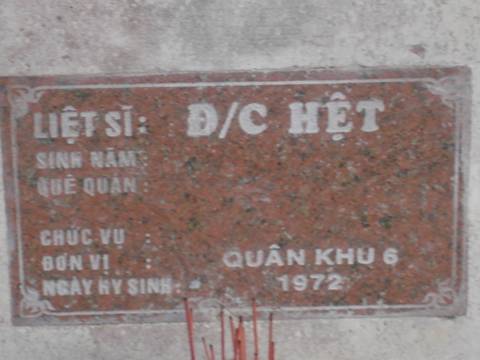 LIỆT SĨ: Đ/C HỆT
SINH NĂM :
QUÊ QUÁN :
CHỨC VỤ :
ĐƠN VỊ : QUÂN KHU 6
NGÀY HY SINH: 1972